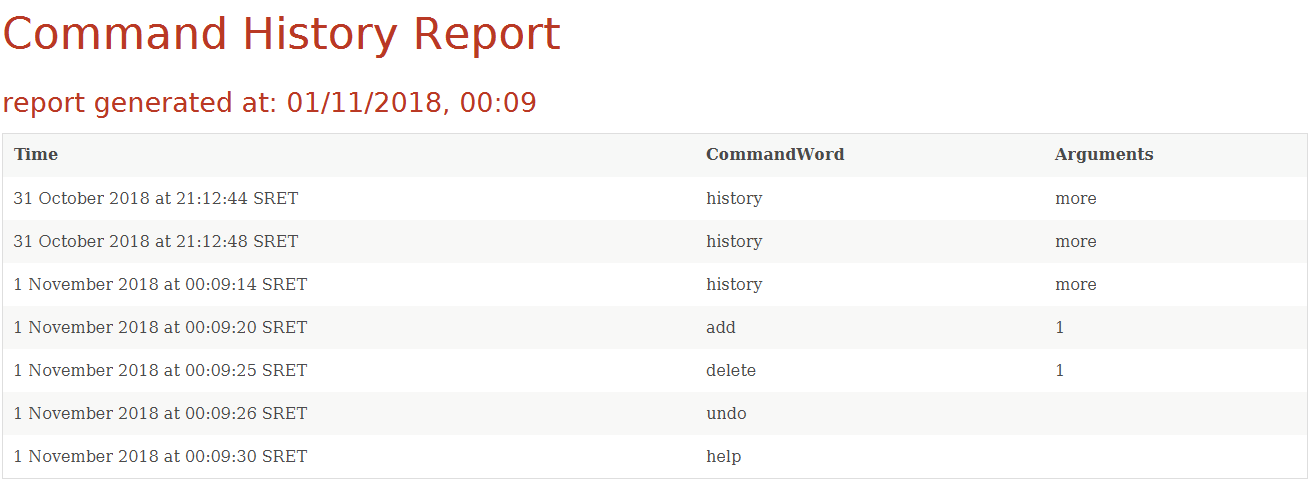 Command History Report
report generated at: 01/11/2018, 00:09
Time CommandWord Arguments
31 October 2018 at 21:12:44 SRET history more
31 October 2018 at 21:12:48 SRET history more
1 November 2018 at 00:09:14 SRET history more
1 November 2018 at 00:09:20 SRET add 1
1 November 2018 at 00:09:25 SRET delete 1
1 November 2018 at 00:09:26 SRET undo
1 November 2018 at 00:09:30 SRET help